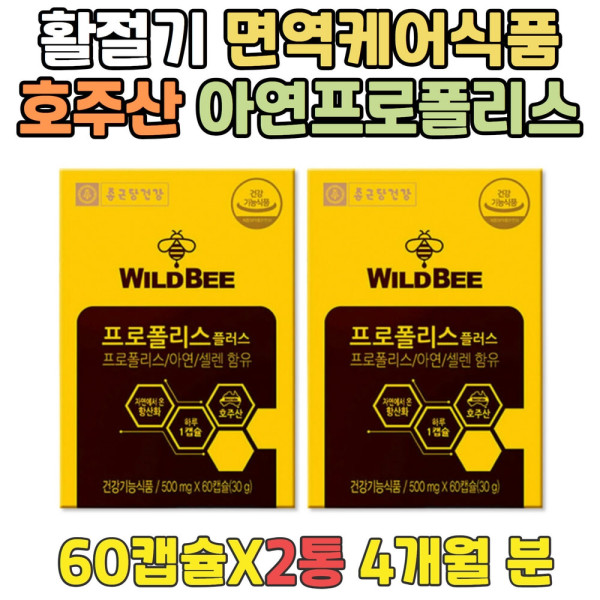 활절기 면역케어식품
호주산 아연프로폴리스
종근당건강
건강
기능식품
WILDBEE
프로폴리스 플러스
프로폴리스/아연/셀렌 함유
자연에서 온
항산화
하루
1캡슐
호주산
건강기능식품 / 500 mg X 60캡슐(30 g)
종근당건강
건강
기능식품
WILDBEE
프로폴리스 플러스
프로폴리스/아연/셀렌 함유
자연에서 온
항산화
하루
1캡슐
호주산
건강기능식품 / 500 mg X 60캡슐(30 g)
60캡슐X2통 4개월 분